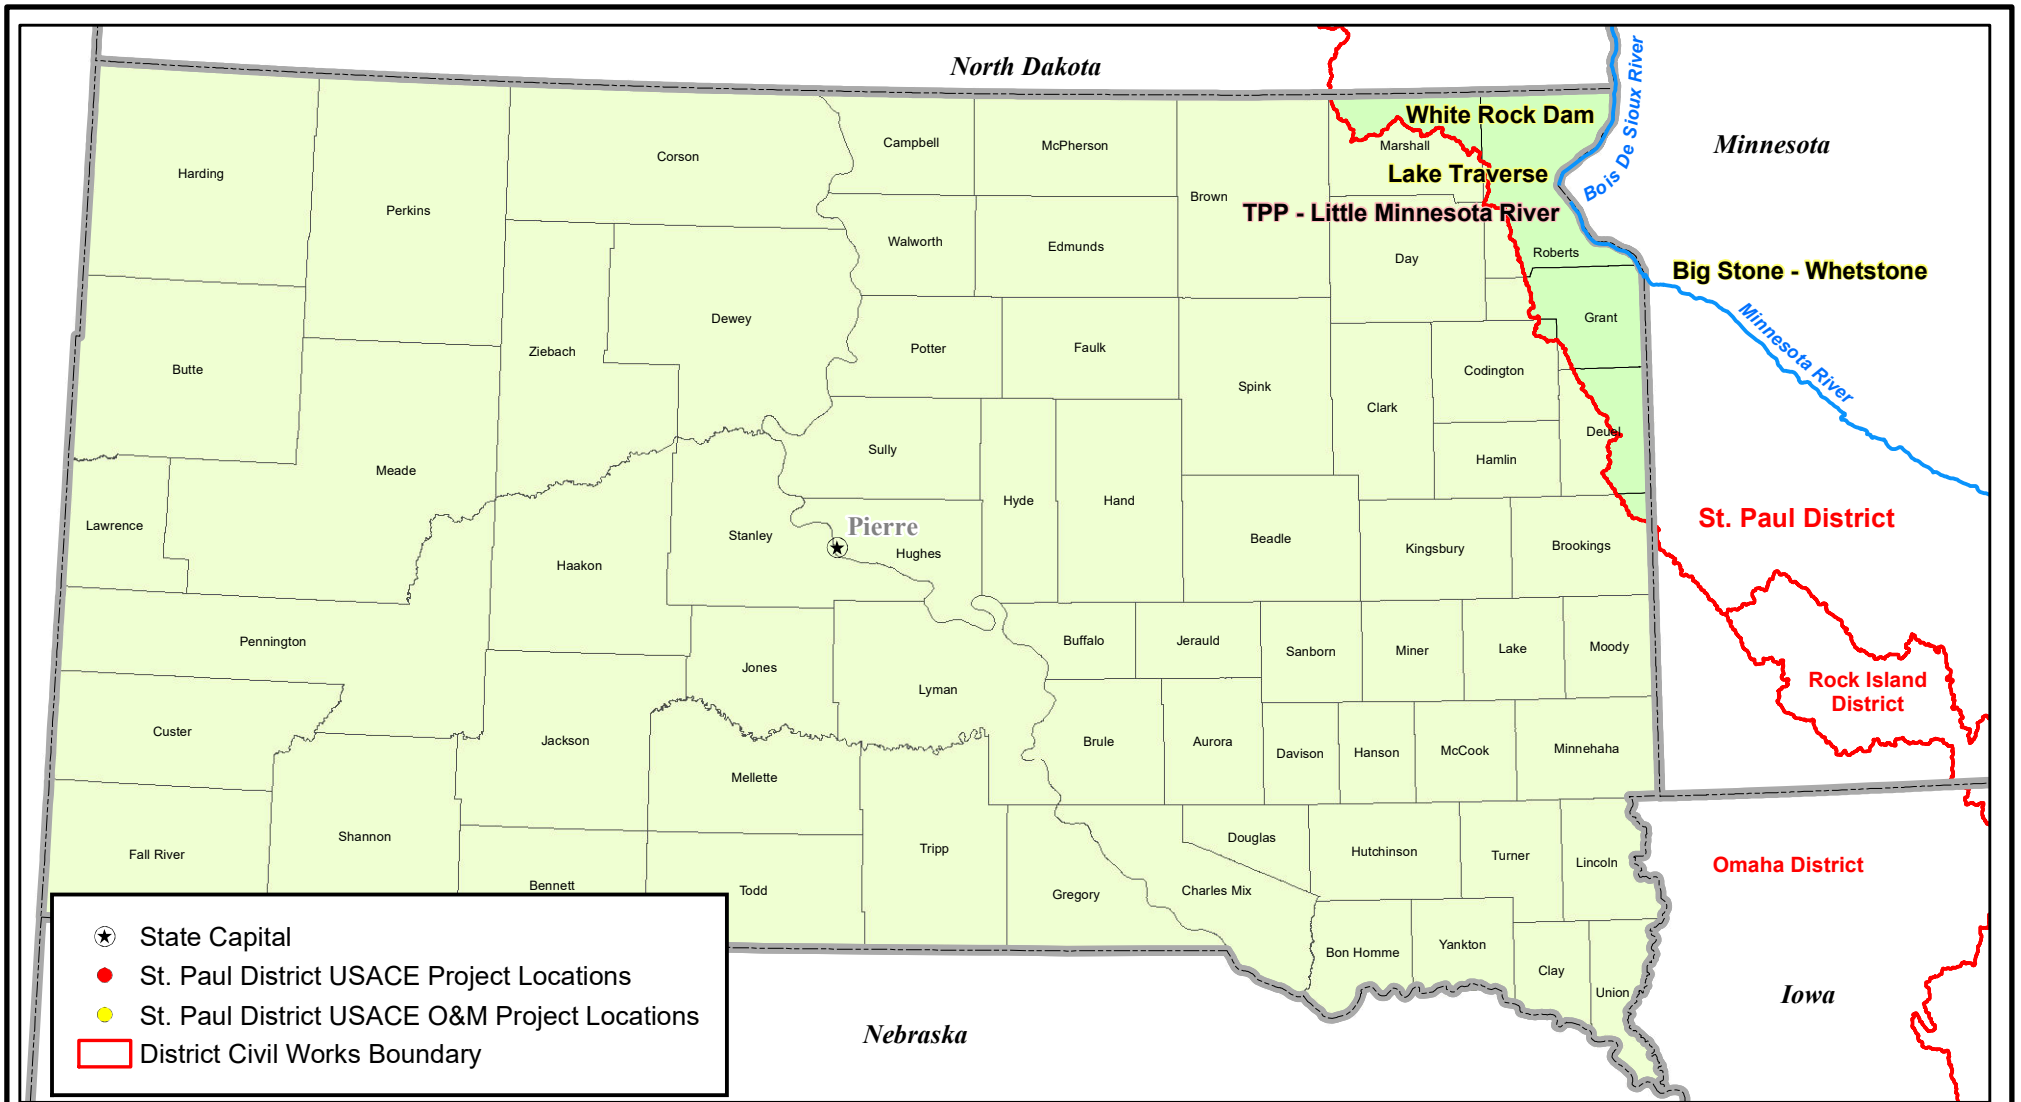 North Dakota
Bois De Sioux River
White Rock Dam
Minnesota
Campbell
McPherson
Marshall
Corson
Harding
Lake Traverse
Perkins
Brown
TPP - Little Minnesota River
Walworth
Edmunds
Day
Roberts
Big Stone - Whetstone
Dewey
Grant
Minnesota River
Ziebach
Potter
Faulk
Butte
Codington
Spink
Clark
Deuel
Sully
Hamlin
Meade
Hyde
Hand
St. Paul District
Lawrence
Pierre
Stanley
Hughes
Beadle
Kingsbury
Brookings
Haakon
Pennington
Buffalo
Jerauld
Sanborn
Miner
Lake
Moody
Jones
Rock Island
District
Lyman
Custer
Jackson
Brule
Aurora
Davison
Hanson
McCook
Minnehaha
Mellette
Shannon
Douglas
Fall River
Tripp
Hutchinson
Turner
Lincoln
Omaha District
Bennett
Todd
Gregory
Charles Mix
Bon Homme
Yankton
Clay
Union
Iowa
Nebraska
State Capital
St. Paul District USACE Project Locations
St. Paul District USACE O&M Project Locations
District Civil Works Boundary